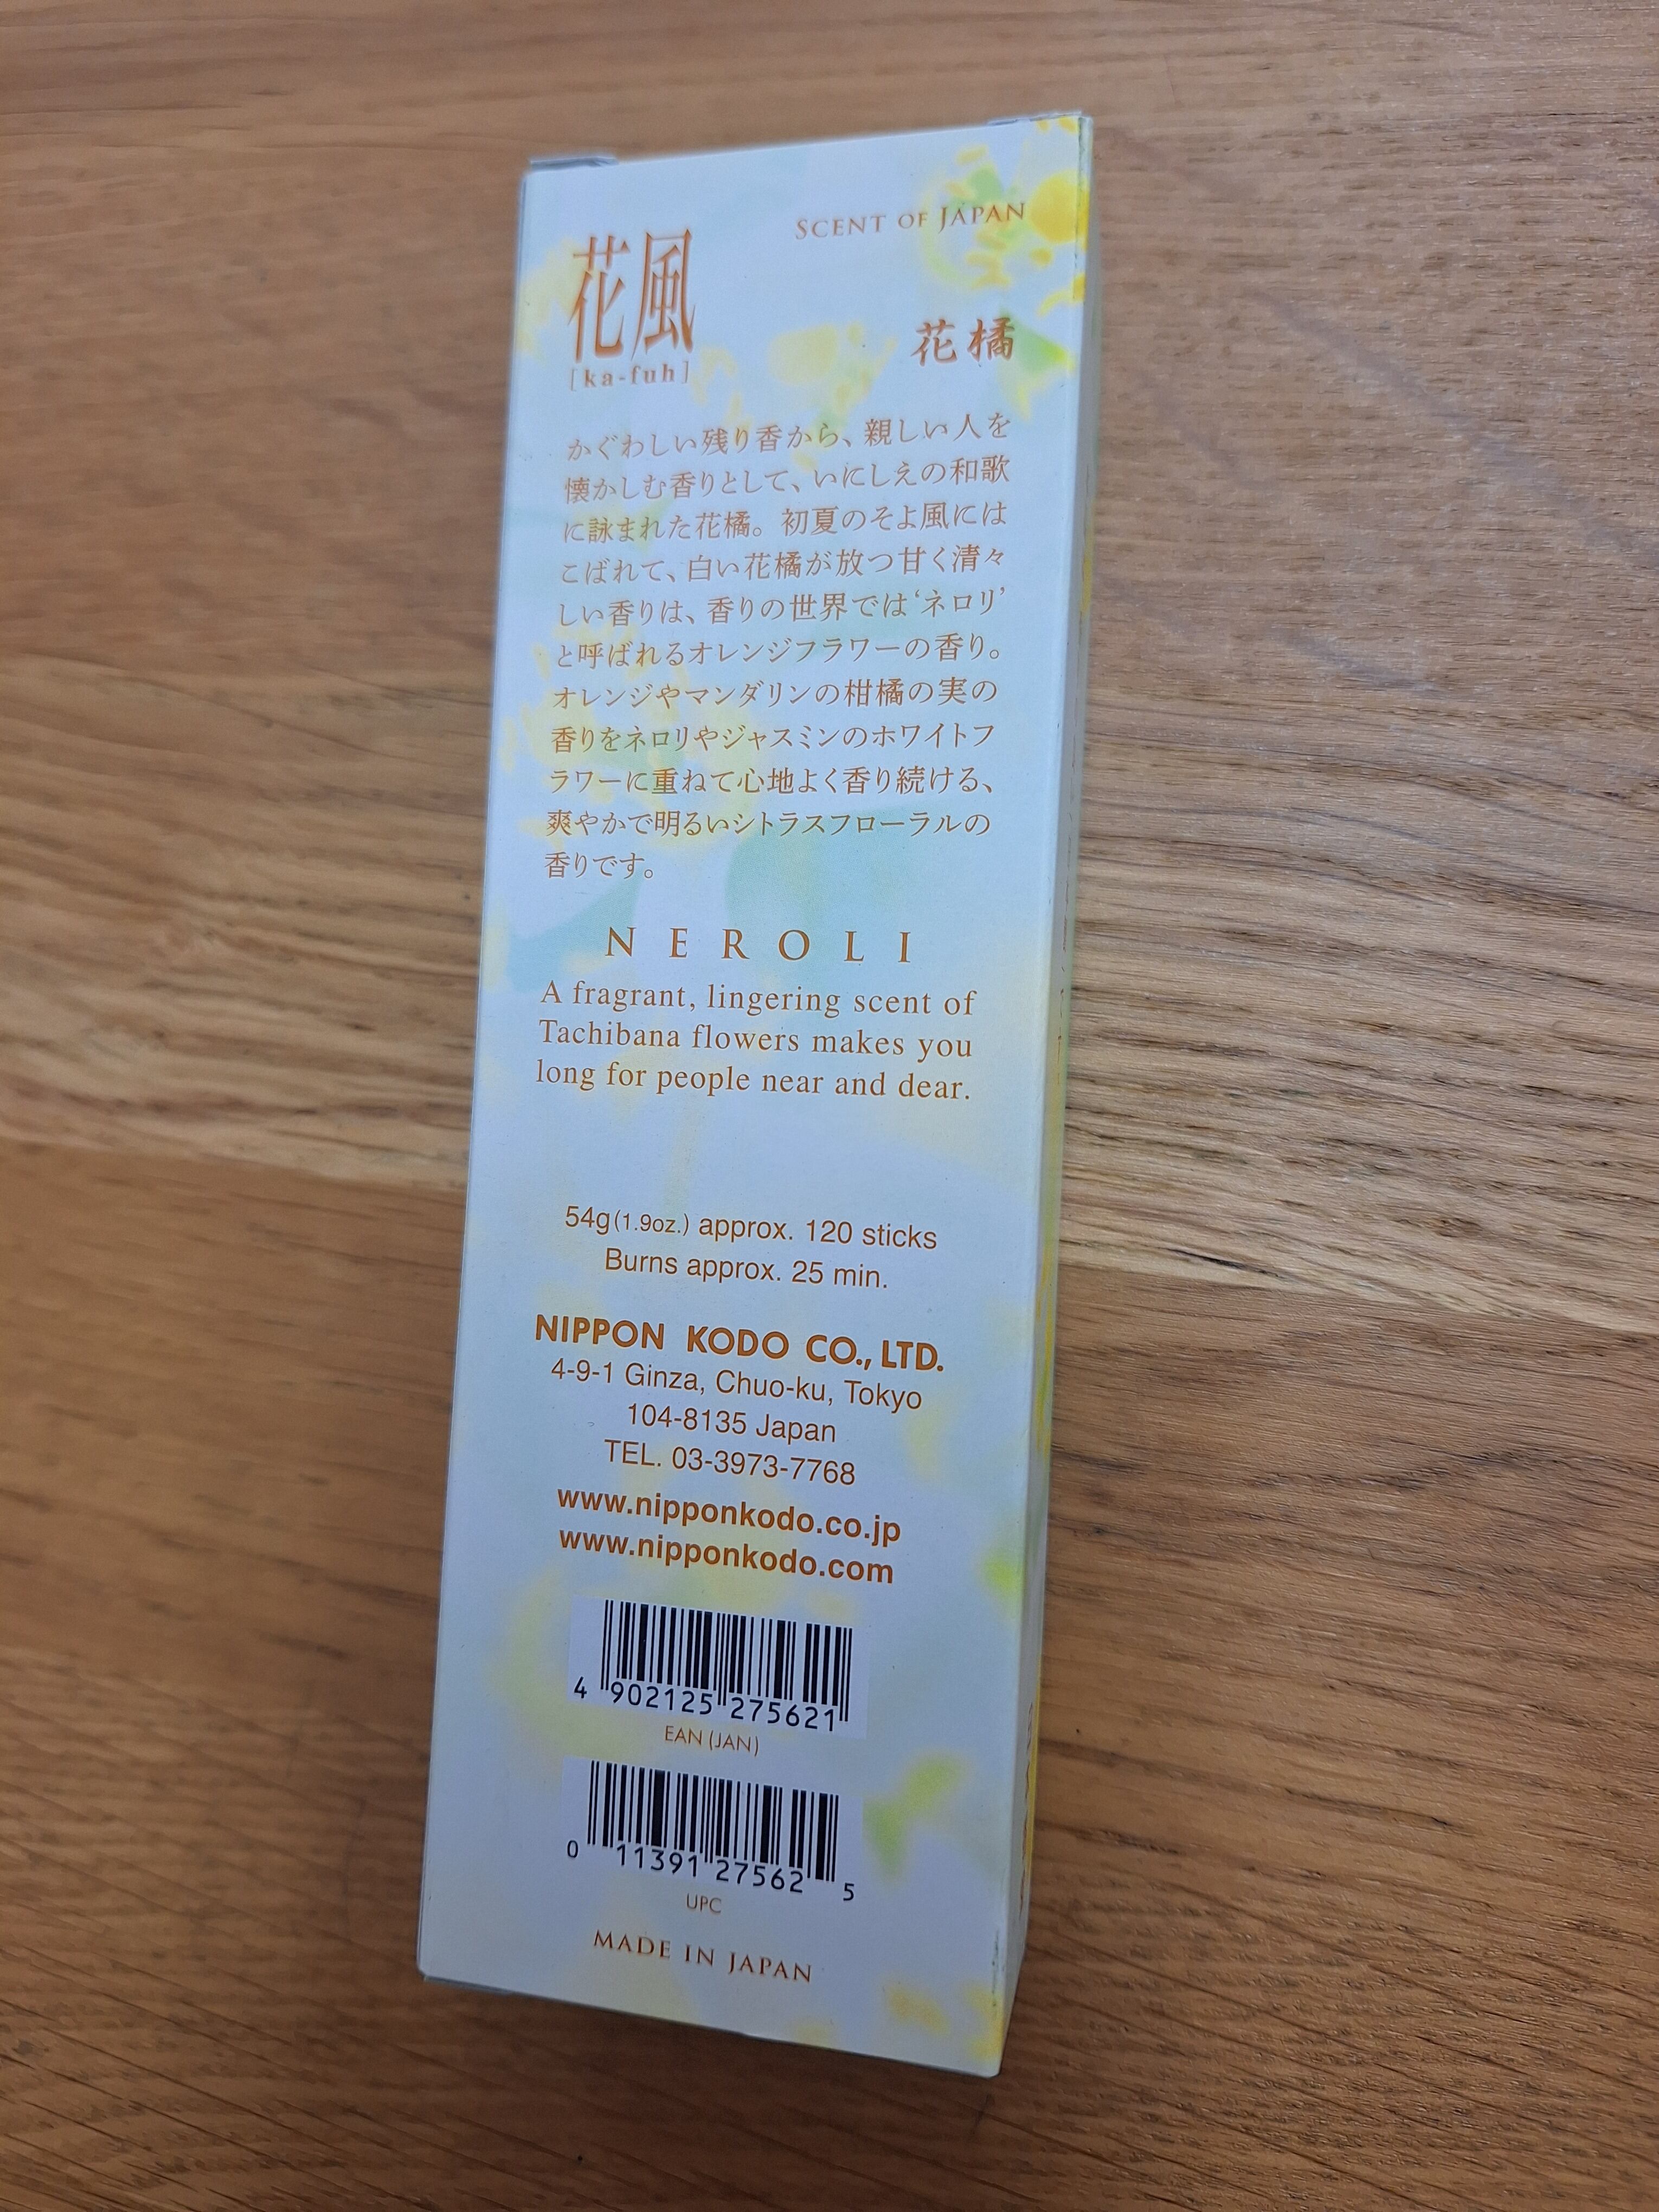 SCENT OF JAPAN
花風
[ka-fuh]
花橘
かぐわしい残り香から、親しい人を
懐かしむ香りとして、いにしえの和歌
に詠まれた花橘。初夏のそよ風には
こばれて、白い花橘が放つ甘く清々
しい香りは、香りの世界では‘ネロリ’
と呼ばれるオレンジフラワーの香り。
オレンジやマンダリンの柑橘の実の
香りをネロリやジャスミンのホワイトフ
ラワーに重ねて心地よく香り続ける、
爽やかで明るいシトラスフローラルの
香りです。
NEROLI
A fragrant, lingering scent of
Tachibana flowers makes you
long for people near and dear.
54g(1.9oz.) approx. 120 sticks
Burns approx. 25 min.
NIPPON KODO CO., LTD.
4-9-1 Ginza, Chuo-ku, Tokyo
104-8135 Japan
TEL. 03-3973-7768
www.nipponkodo.co.jp
www.nipponkodo.com
4 902125 275621
EAN (JAN)
0 11391 27562 5
UPC
MADE IN JAPAN